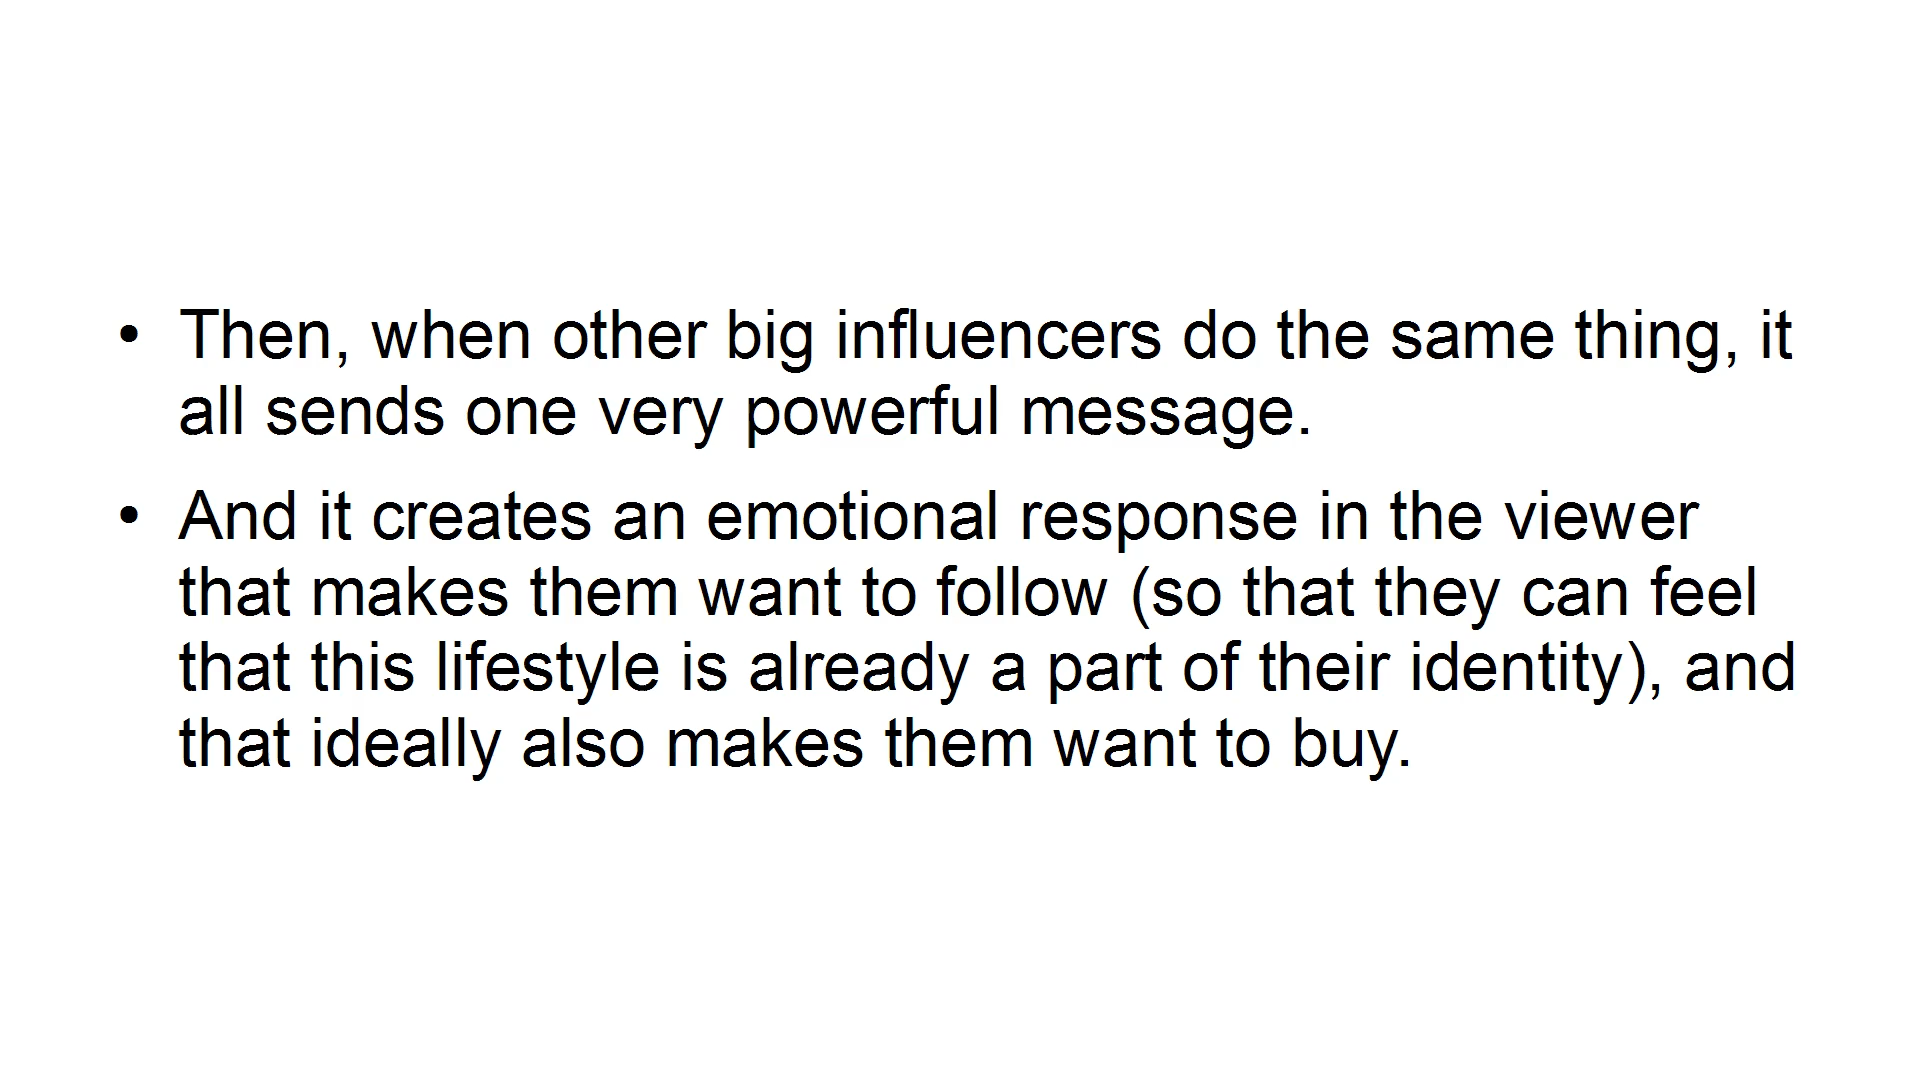 • Then, when other big influencers do the same thing, it
all sends one very powerful message.
• And it creates an emotional response in the viewer
that makes them want to follow (so that they can feel
that this lifestyle is already a part of their identity), and
that ideally also makes them want to buy.